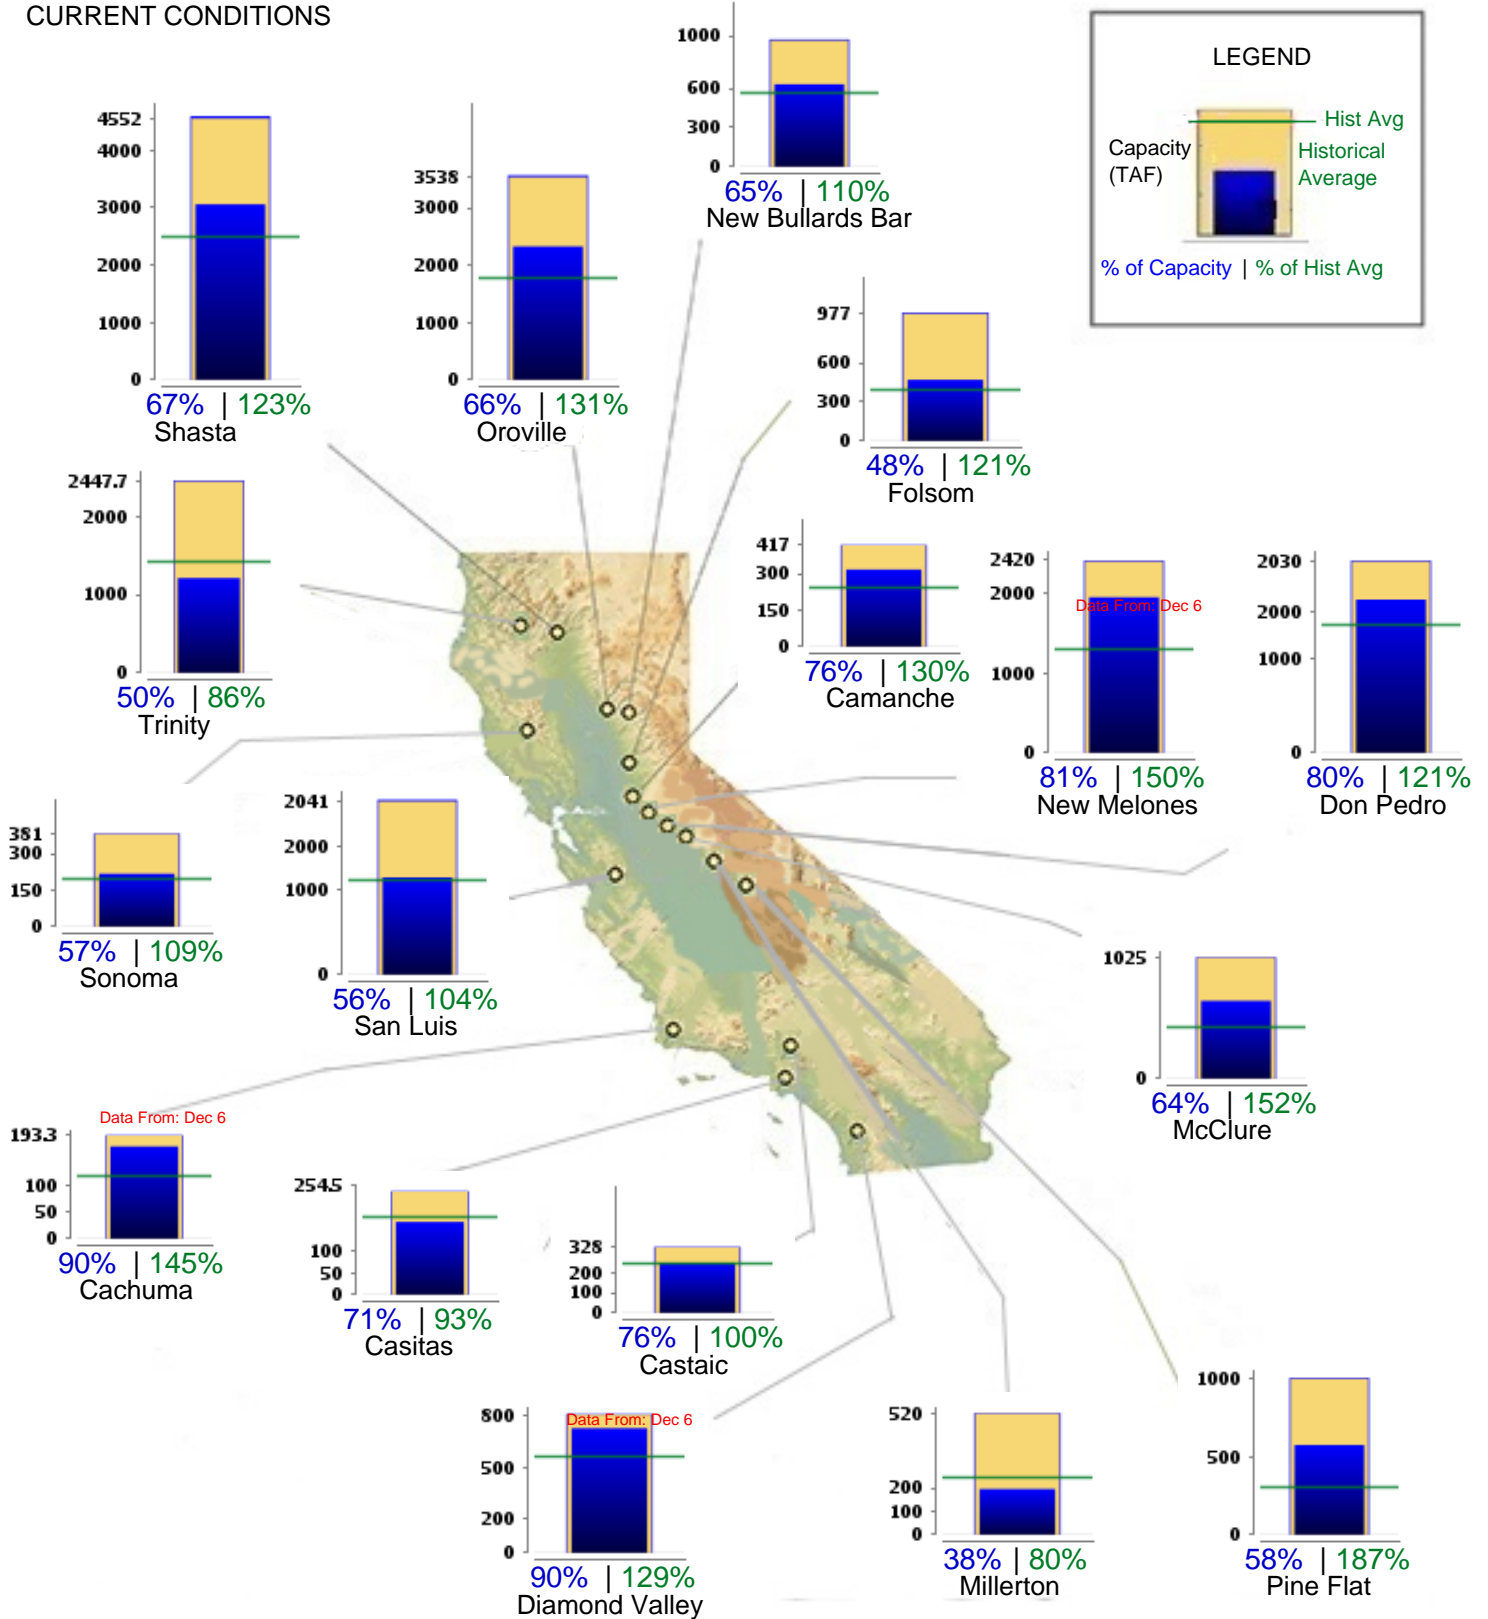 CURRENT CONDITIONS
1000
600
300
0
65% | 110%
New Bullards Bar
LEGEND
Hist Avg
Capacity
(TAF)
Historical
Average
% of Capacity | % of Hist Avg
4552
4000
3000
2000
1000
0
67% | 123%
Shasta
3538
3000
2000
1000
0
66% | 131%
Oroville
977
600
300
0
48% | 121%
Folsom
2447.7
2000
1000
0
50% | 86%
Trinity
417
300
150
0
76% | 130%
Camanche
2420
2000
Data From: Dec 6
1000
0
81% | 150%
New Melones
2030
2000
1000
0
80% | 121%
Don Pedro
381
300
150
0
57% | 109%
Sonoma
2041
2000
1000
0
56% | 104%
San Luis
1025
0
64% | 152%
McClure
Data From: Dec 6
193.3
100
50
0
90% | 145%
Cachuma
254.5
100
50
0
71% | 93%
Casitas
328
200
100
0
76% | 100%
Castaic
800
Data From: Dec 6
500
200
0
90% | 129%
Diamond Valley
520
200
100
0
38% | 80%
Millerton
1000
500
0
58% | 187%
Pine Flat